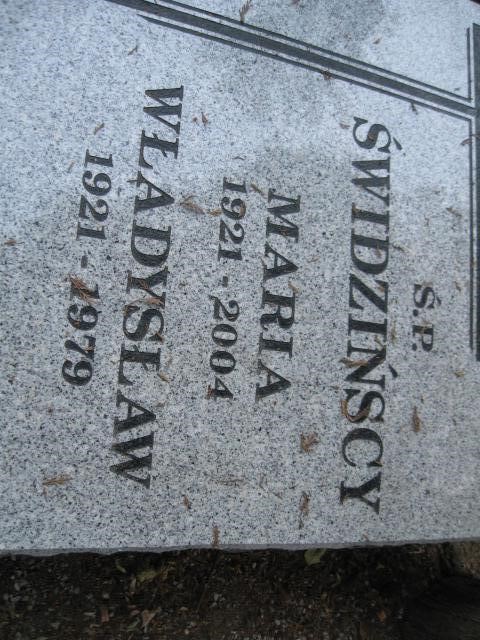 Ś.P.
ŚWIDZIŃSCY
MARIA
1921 - 2004
WŁADYSŁAW
1921 - 1979